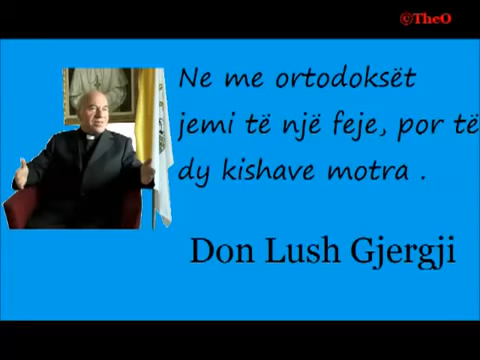 ©TheO
Ne me ortodoksët
jemi të një feje, por të
dy kishave motra .
Don Lush Gjergji